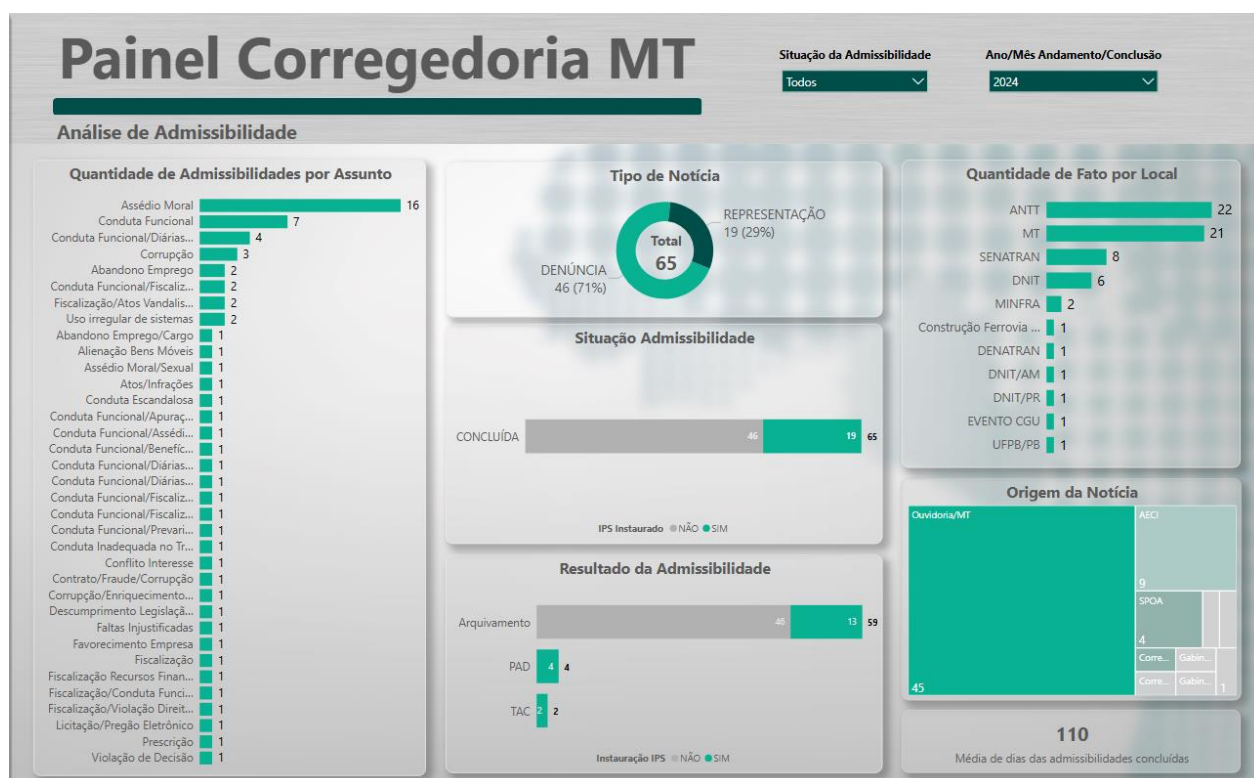 Painel Corregedoria MT
Situação da Admissibilidade
Todos
Ano/Mês Andamento/Conclusão
2024
Análise de Admissibilidade
Quantidade de Admissibilidades por Assunto
Assédio Moral 16
Conduta Funcional 7
Conduta Funcional/Diárias... 4
Corrupção 3
Abandono Emprego 2
Conduta Funcional/Fiscaliz... 2
Fiscalização/Atos Vandalis... 2
Uso irregular de sistemas 2
Abandono Emprego/Cargo 1
Alienação Bens Móveis 1
Assédio Moral/Sexual 1
Atos/Infrações 1
Conduta Escandalosa 1
Conduta Funcional/Apuraç... 1
Conduta Funcional/Assédi... 1
Conduta Funcional/Benefíc... 1
Conduta Funcional/Diárias... 1
Conduta Funcional/Diárias... 1
Conduta Funcional/Fiscaliz... 1
Conduta Funcional/Fiscaliz... 1
Conduta Funcional/Prevari... 1
Conduta Inadequada no Tr... 1
Conflito Interesse 1
Contrato/Fraude/Corrupção 1
Corrupção/Enriquecimento... 1
Descumprimento Legislaçã... 1
Faltas Injustificadas 1
Favorecimento Empresa 1
Fiscalização 1
Fiscalização Recursos Finan... 1
Fiscalização/Conduta Funci... 1
Fiscalização/Violação Direit... 1
Licitação/Pregão Eletrônico 1
Prescrição 1
Violação de Decisão 1
Tipo de Notícia
REPRESENTAÇÃO
19 (29%)
Total
65
DENÚNCIA
46 (71%)
Situação Admissibilidade
CONCLUÍDA 46 19 65
IPS Instaurado NÃO SIM
Resultado da Admissibilidade
Arquivamento 46 13 59
PAD 4 4
TAC 2 2
Instauração IPS NÃO SIM
Quantidade de Fato por Local
ANTT 22
MT 21
SENATRAN 8
DNIT 6
MINFRA 2
Construção Ferrovia ... 1
DENATRAN 1
DNIT/AM 1
DNIT/PR 1
EVENTO CGU 1
UFPB/PB 1
Origem da Notícia
Ouvidoria/MT
45
AECI
9
SPOA
4
Corre... Gabin...
Corre... Gabin... 1
110
Média de dias das admissibilidades concluídas